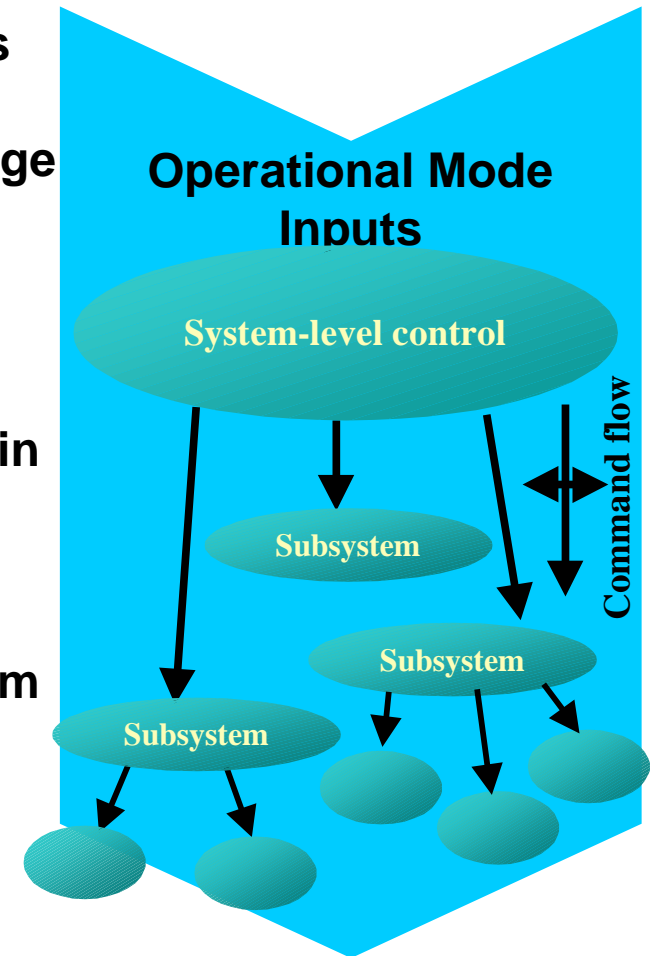 s
ge
Operational Mode
Inputs
System-level control
in
Command flow
Subsystem
Subsystem
m
Subsystem